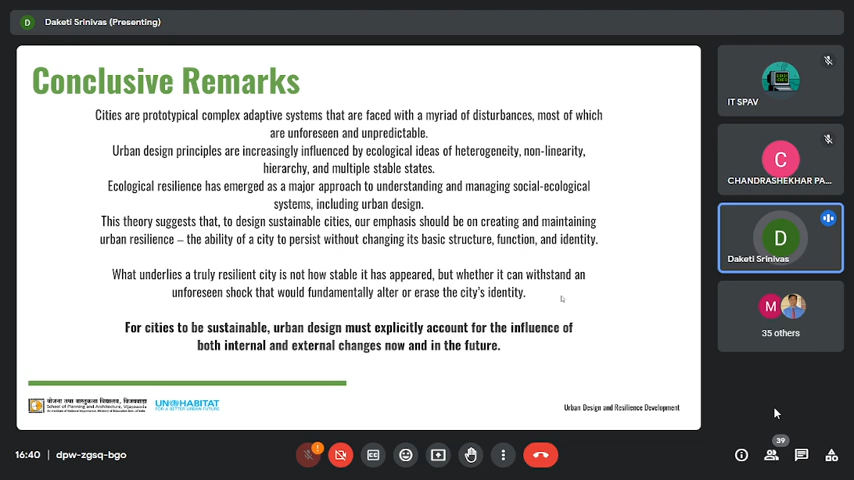 D
Daketi Srinivas (Presenting)
Conclusive Remarks
Cities are prototypical complex adaptive systems that are faced with a myriad of disturbances, most of which
are unforeseen and unpredictable.
Urban design principles are increasingly influenced by ecological ideas of heterogeneity, non-linearity,
hierarchy, and multiple stable states.
Ecological resilience has emerged as a major approach to understanding and managing social-ecological
systems, including urban design.
This theory suggests that, to design sustainable cities, our emphasis should be on creating and maintaining
urban resilience – the ability of a city to persist without changing its basic structure, function, and identity.
What underlies a truly resilient city is not how stable it has appeared, but whether it can withstand an
unforeseen shock that would fundamentally alter or erase the city's identity.
For cities to be sustainable, urban design must explicitly account for the influence of
both internal and external changes now and in the future.
योजना तथा वास्तुकला विद्यालय, विजयवाड़ा
School of Planning and Architecture, Vijayawada
UN HABITAT
FOR A BETTER URBAN FUTURE
Urban Design and Resilience Development
IT SPAV
C
CHANDRASHEKHAR PA...
D
Daketi Srinivas
M
35 others
16:40 | dpw-zgsq-bgo
!
39